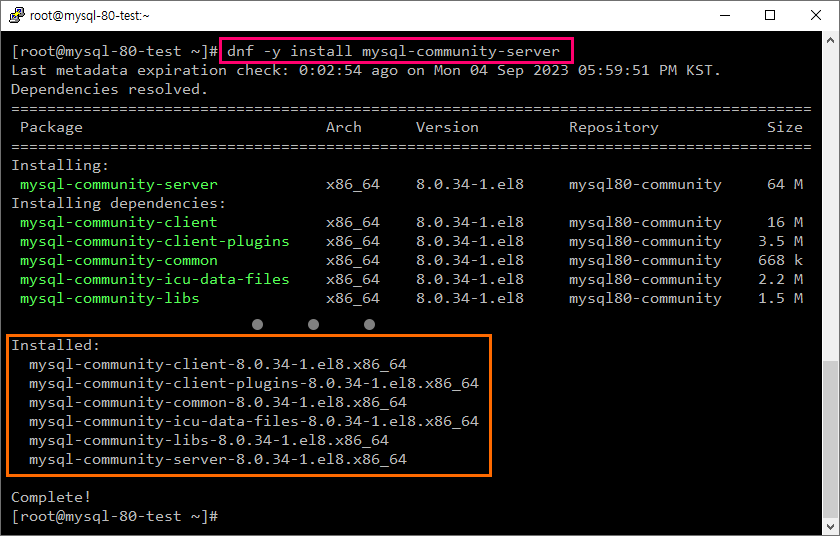 root@mysql-80-test:~
[root@mysql-80-test ~]# dnf -y install mysql-community-server
Last metadata expiration check: 0:02:54 ago on Mon 04 Sep 2023 05:59:51 PM KST.
Dependencies resolved.
================================================================================
Package Arch Version Repository Size
================================================================================
Installing:
mysql-community-server x86_64 8.0.34-1.el8 mysql80-community 64 M
Installing dependencies:
mysql-community-client x86_64 8.0.34-1.el8 mysql80-community 16 M
mysql-community-client-plugins x86_64 8.0.34-1.el8 mysql80-community 3.5 M
mysql-community-common x86_64 8.0.34-1.el8 mysql80-community 668 k
mysql-community-icu-data-files x86_64 8.0.34-1.el8 mysql80-community 2.2 M
mysql-community-libs x86_64 8.0.34-1.el8 mysql80-community 1.5 M
● ● ●
Installed:
mysql-community-client-8.0.34-1.el8.x86_64
mysql-community-client-plugins-8.0.34-1.el8.x86_64
mysql-community-common-8.0.34-1.el8.x86_64
mysql-community-icu-data-files-8.0.34-1.el8.x86_64
mysql-community-libs-8.0.34-1.el8.x86_64
mysql-community-server-8.0.34-1.el8.x86_64
Complete!
[root@mysql-80-test ~]#